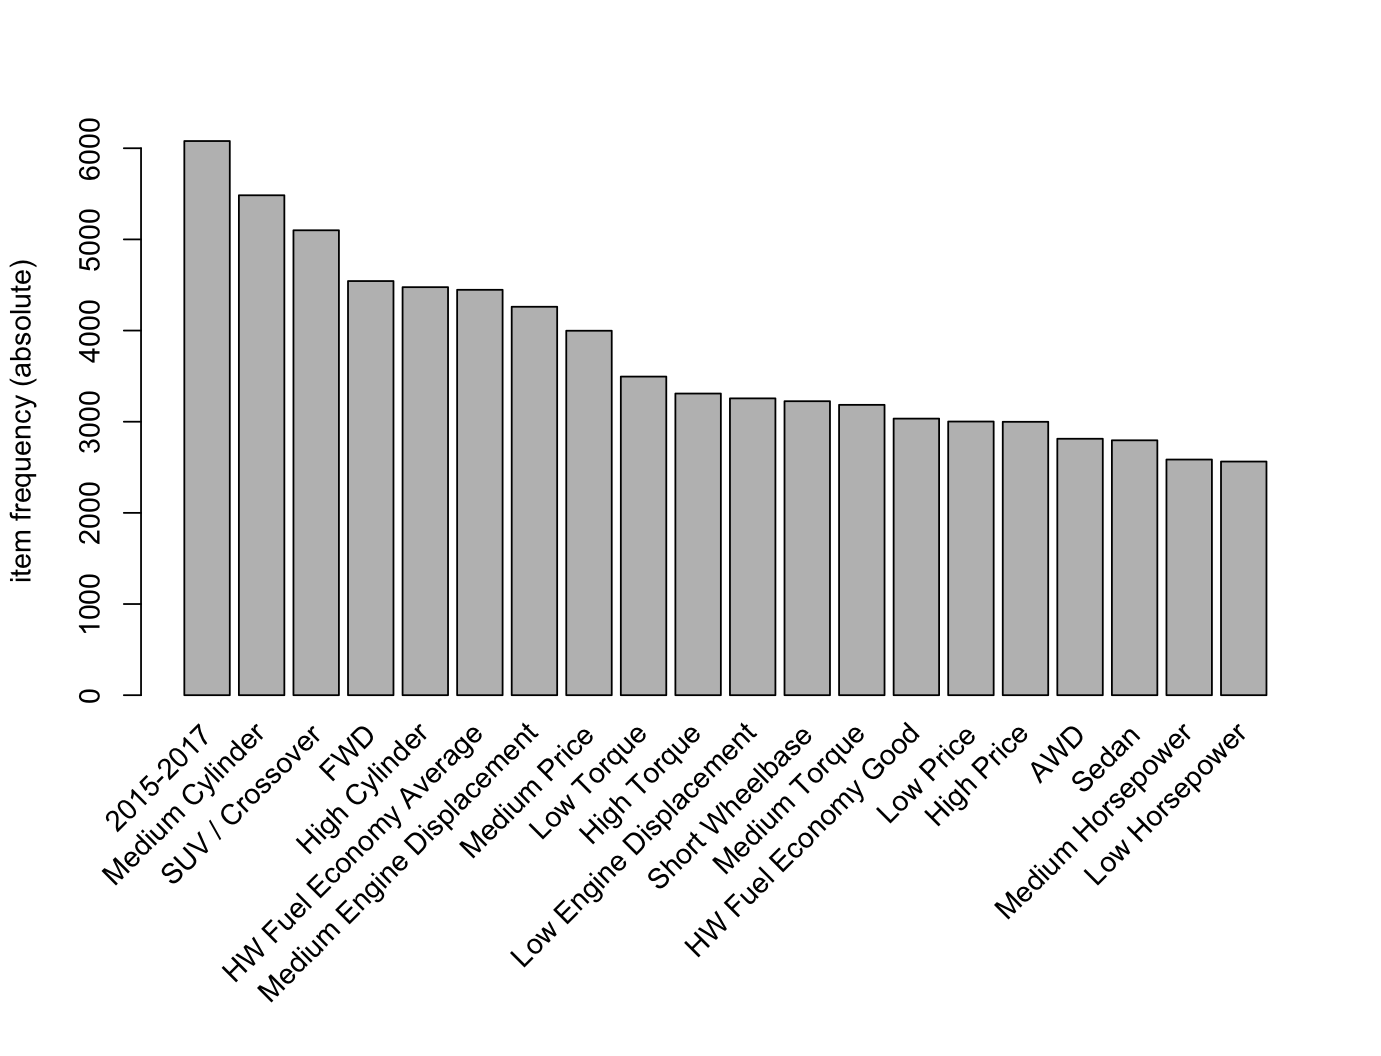 item frequency (absolute)
6000
5000
4000
3000
2000
1000
0
2015-2017
Medium Cylinder
SUV / Crossover
FWD
High Cylinder
HW Fuel Economy Average
Medium Engine Displacement
Medium Price
Low Torque
High Torque
Low Engine Displacement
Short Wheelbase
Medium Torque
HW Fuel Economy Good
Low Price
High Price
AWD
Sedan
Medium Horsepower
Low Horsepower